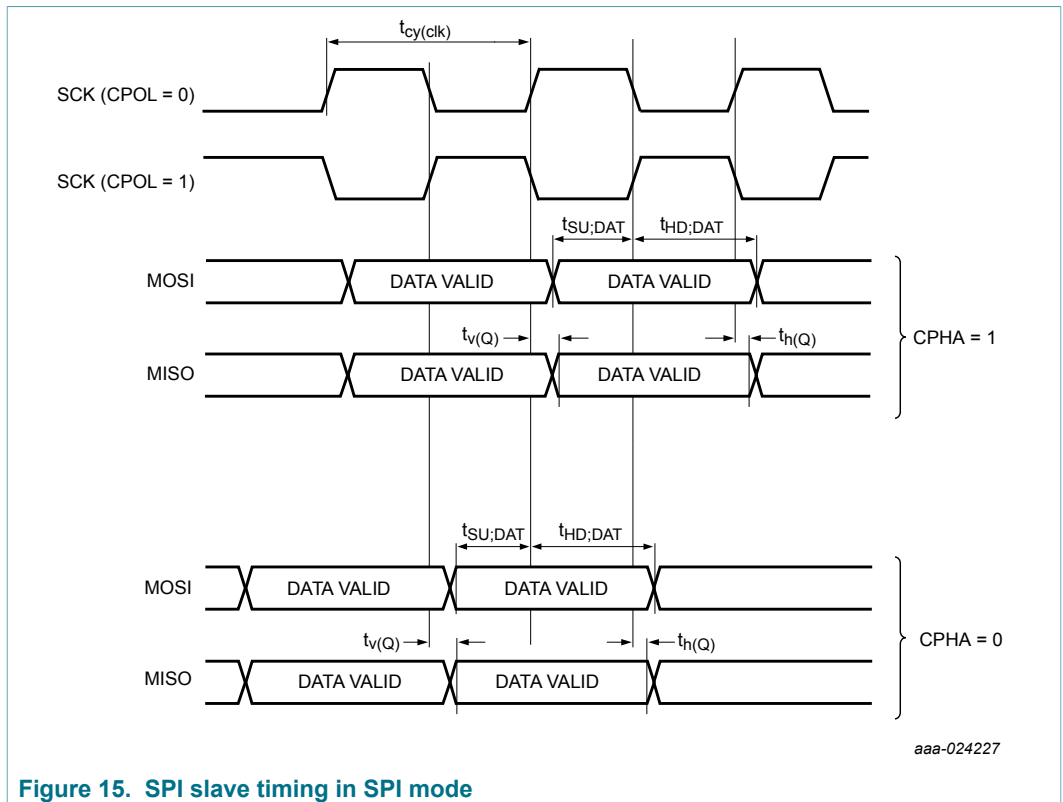 tcy(clk)
SCK (CPOL = 0)
SCK (CPOL = 1)
tSU;DAT tHD;DAT
MOSI DATA VALID DATA VALID
tv(Q) th(Q)
CPHA = 1
MISO DATA VALID DATA VALID
tSU;DAT tHD;DAT
MOSI DATA VALID DATA VALID
tv(Q) th(Q)
CPHA = 0
MISO DATA VALID DATA VALID
aaa-024227
Figure 15. SPI slave timing in SPI mode